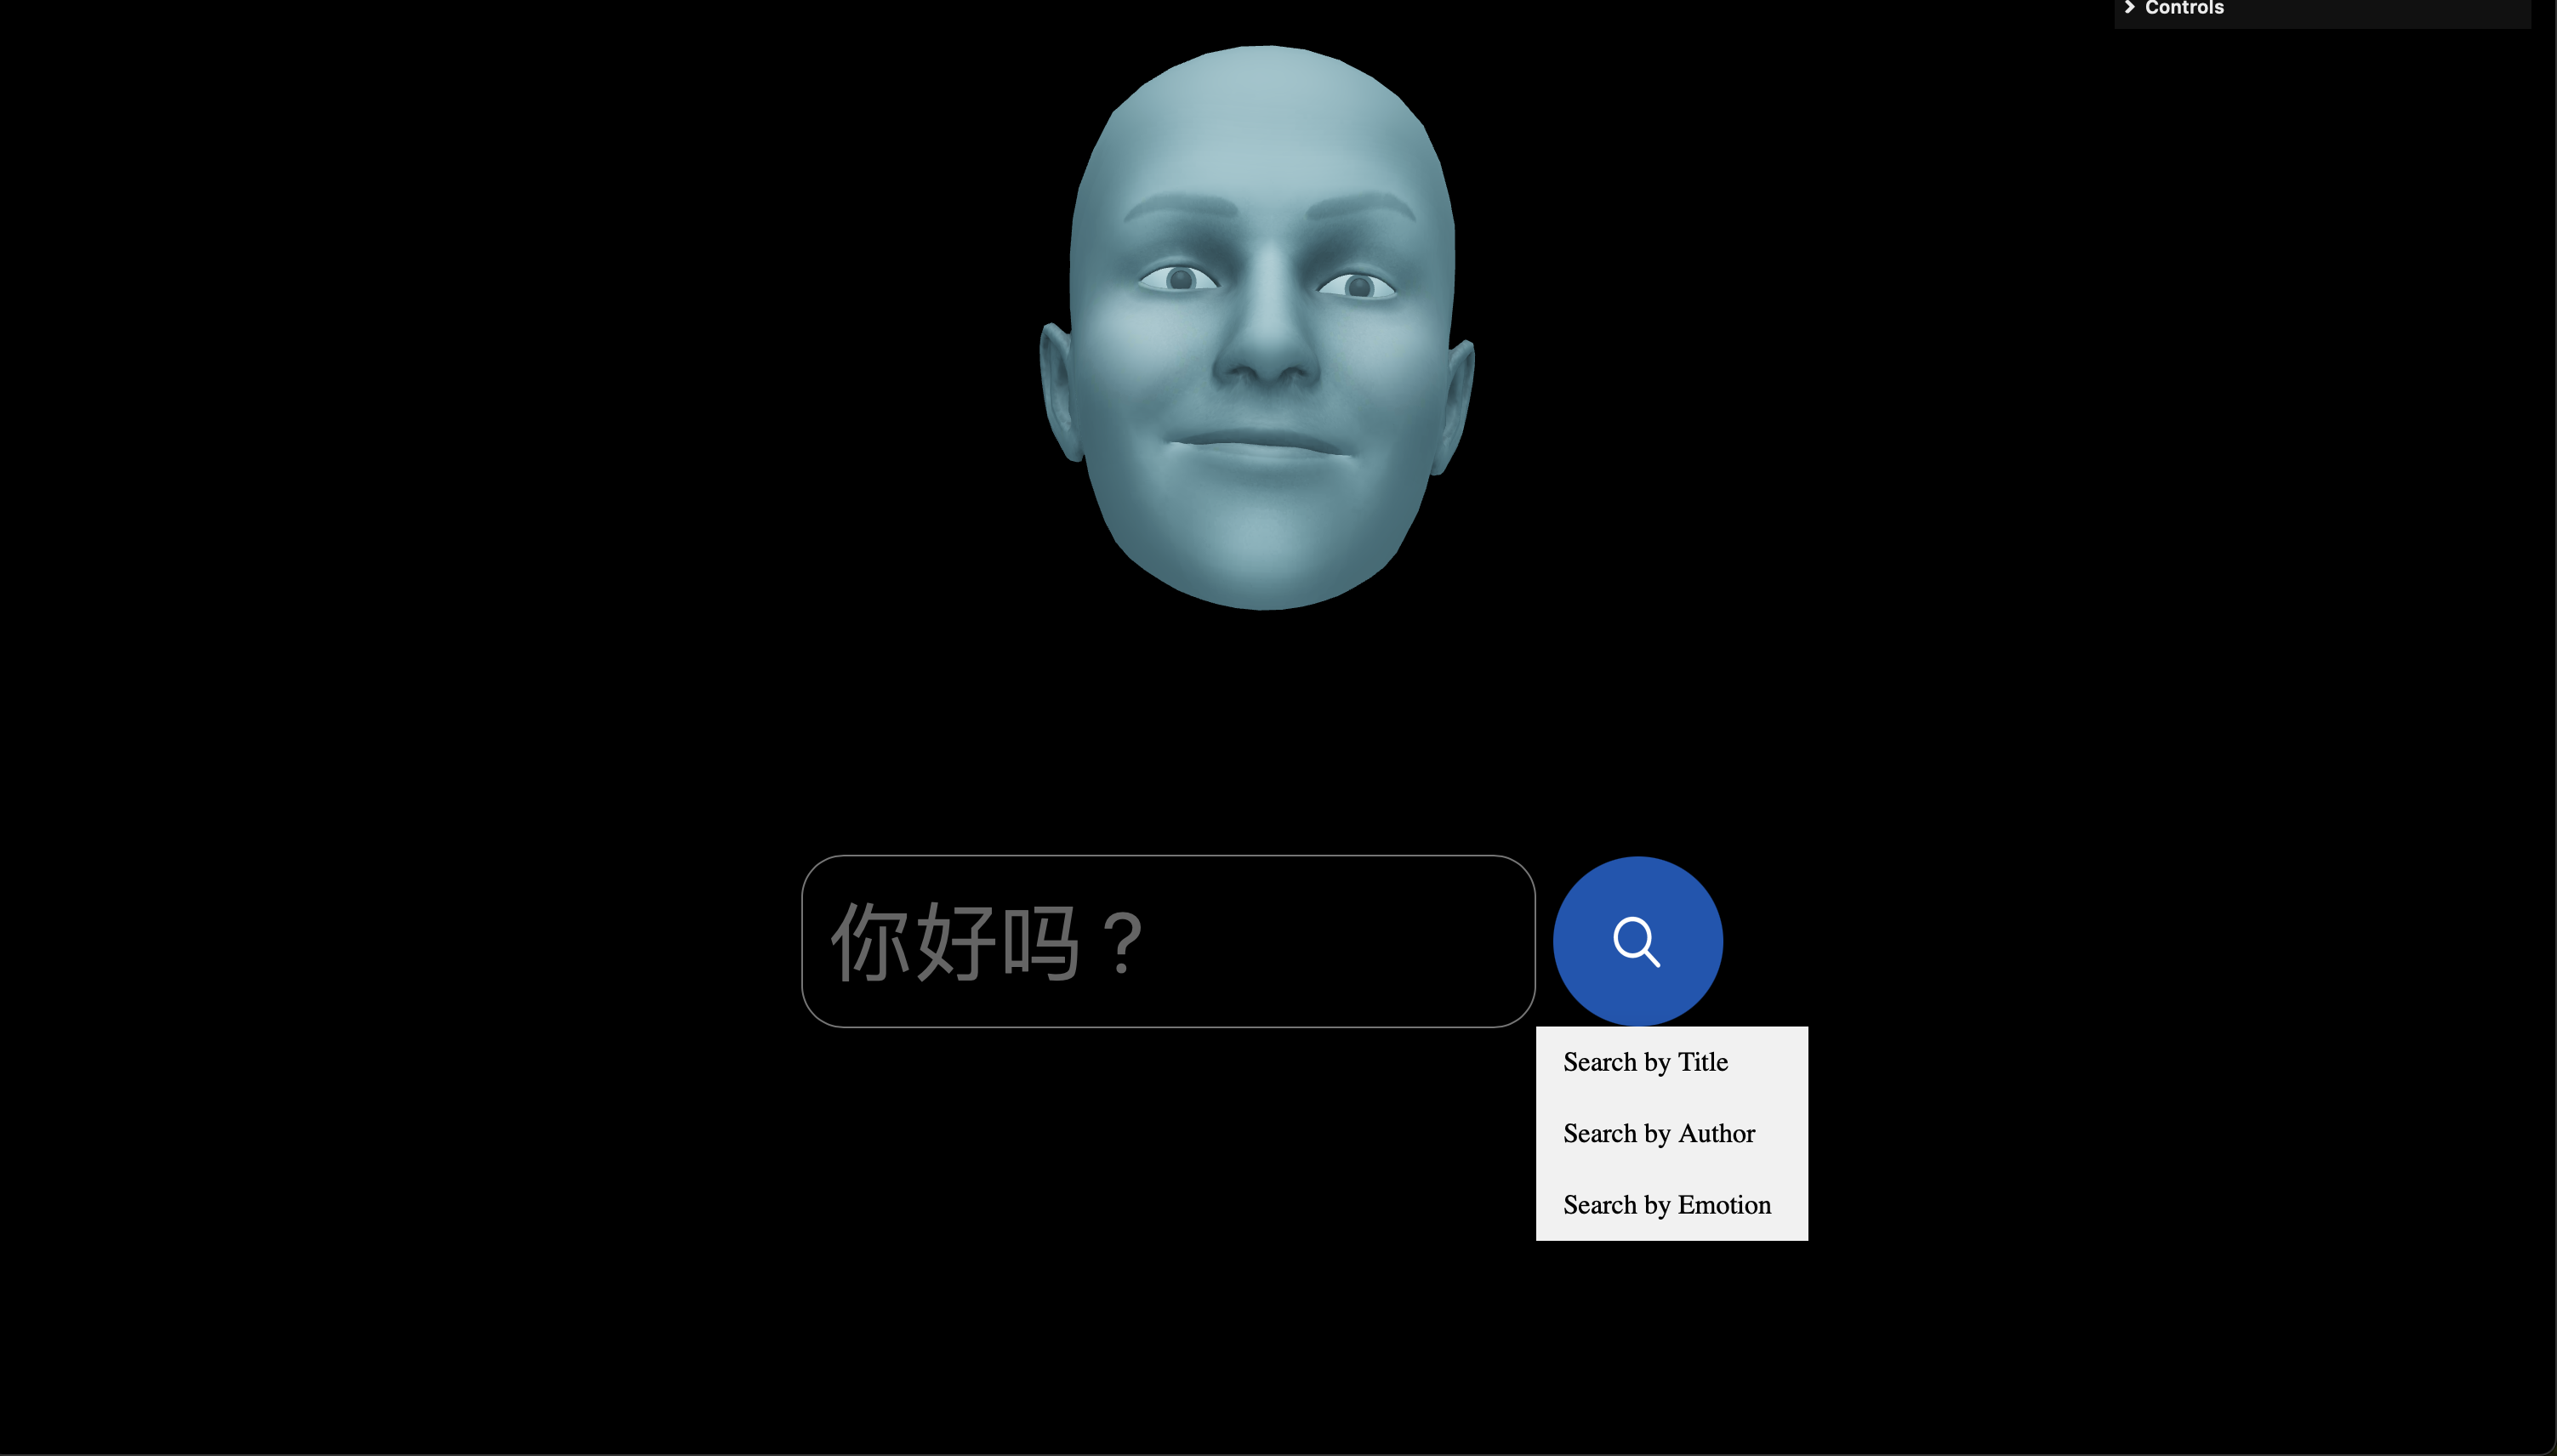 Controls
你好吗？
Search by Title
Search by Author
Search by Emotion